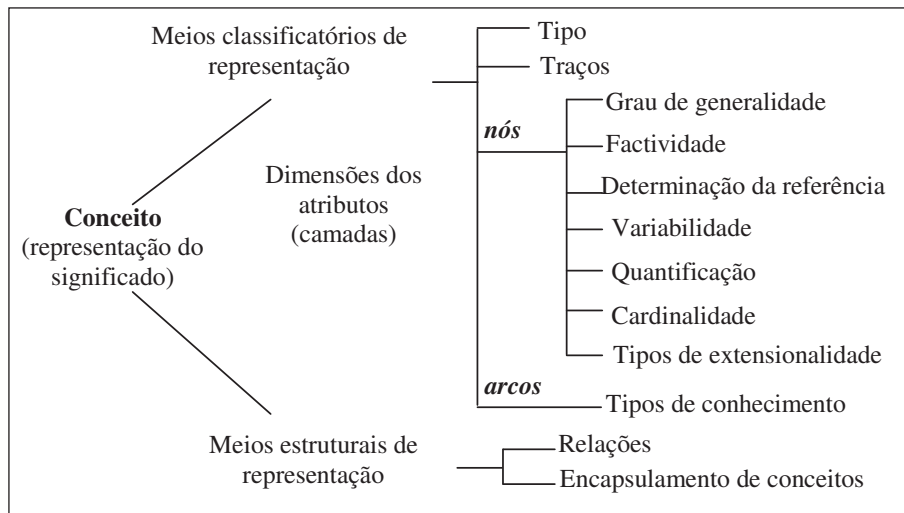 Meios classificatórios de
representação
Tipo
Traços
nós
Grau de generalidade
Factividade
Determinação da referência
Variabilidade
Quantificação
Cardinalidade
Tipos de extensionalidade
Dimensões dos
atributos
(camadas)
Conceito
(representação do
significado)
arcos
Tipos de conhecimento
Meios estruturais de
representação
Relações
Encapsulamento de conceitos